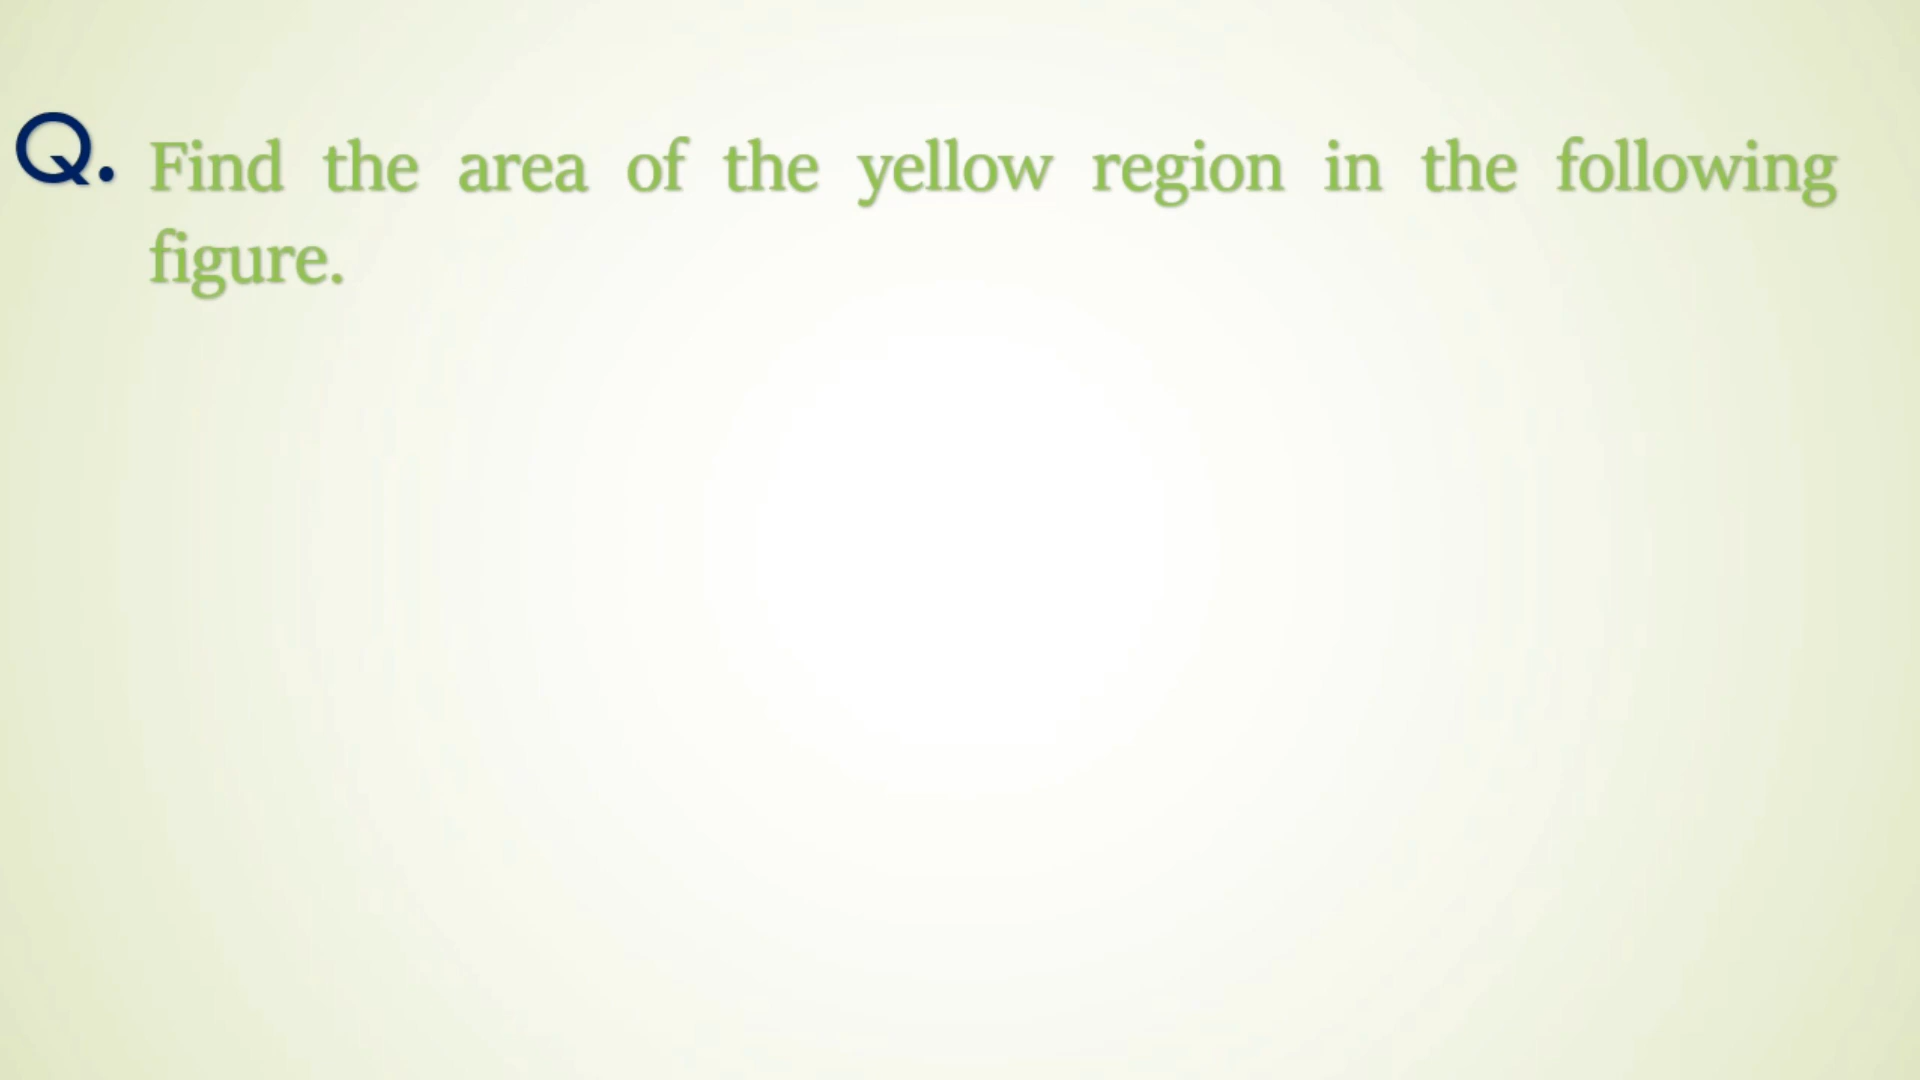 Q. Find the area of the yellow region in the following
figure.